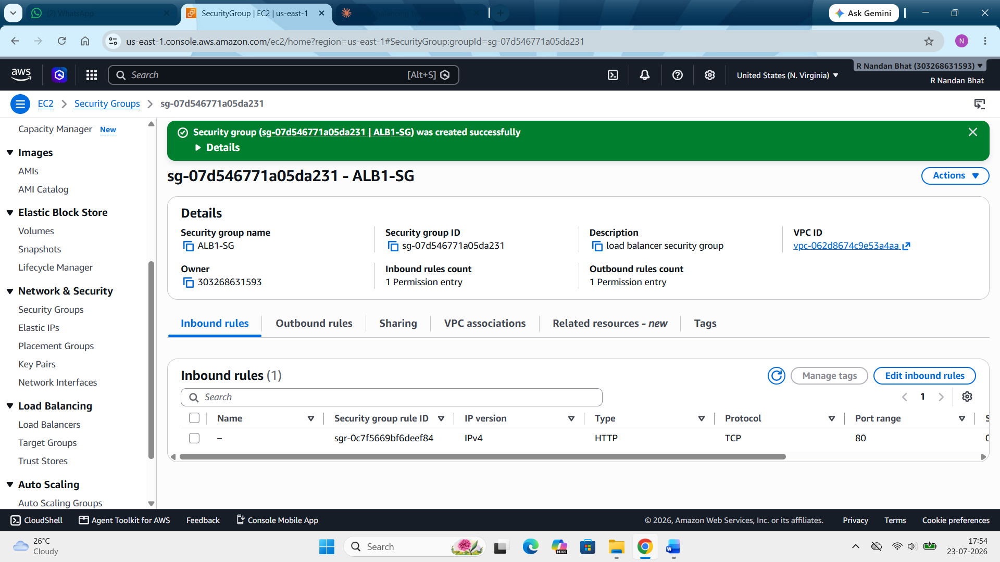 (2) WhatsApp
SecurityGroup | EC2 | us-east-1
Ask Gemini
us-east-1.console.aws.amazon.com/ec2/home?region=us-east-1#SecurityGroup:groupId=sg-07d546771a05da231
N
aws
Search
[Alt+S]
United States (N. Virginia)
R Nandan Bhat (303268631593)
R Nandan Bhat
EC2
Security Groups
sg-07d546771a05da231
Capacity Manager New
Images
AMIs
AMI Catalog
Elastic Block Store
Volumes
Snapshots
Lifecycle Manager
Network & Security
Security Groups
Elastic IPs
Placement Groups
Key Pairs
Network Interfaces
Load Balancing
Load Balancers
Target Groups
Trust Stores
Auto Scaling
Auto Scaling Groups
Security group (sg-07d546771a05da231 | ALB1-SG) was created successfully
Details
sg-07d546771a05da231 - ALB1-SG
Actions
Details
Security group name
ALB1-SG
Security group ID
sg-07d546771a05da231
Description
load balancer security group
VPC ID
vpc-062d8674c9e53a4aa
Owner
303268631593
Inbound rules count
1 Permission entry
Outbound rules count
1 Permission entry
Inbound rules
Outbound rules
Sharing
VPC associations
Related resources - new
Tags
Inbound rules (1)
Manage tags
Edit inbound rules
Search
1
Name
Security group rule ID
IP version
Type
Protocol
Port range
–
sgr-0c7f5669bf6deef84
IPv4
HTTP
TCP
80
CloudShell
Agent Toolkit for AWS
Feedback
Console Mobile App
© 2026, Amazon Web Services, Inc. or its affiliates.
Privacy
Terms
Cookie preferences
26°C
Cloudy
Search
M365
W
17:54
23-07-2026